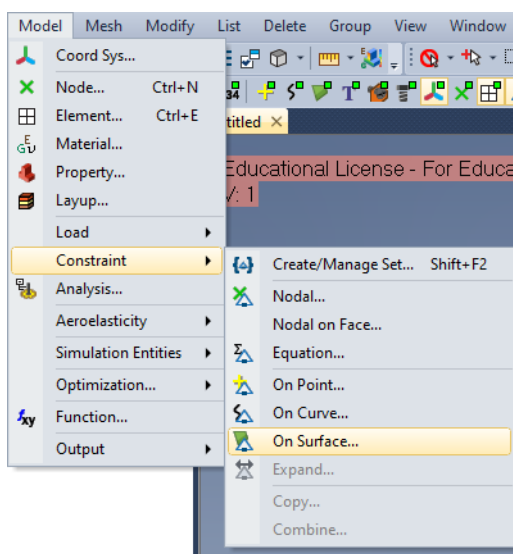 Model Mesh Modify List Delete Group View Window
Coord Sys...
Node... Ctrl+N
Element... Ctrl+E
Material...
Property...
Layup...
Load
Constraint
Analysis...
Aeroelasticity
Simulation Entities
Optimization...
Function...
Output
titled
Educational License - For Educa
V: 1
Create/Manage Set... Shift+F2
Nodal...
Nodal on Face...
Equation...
On Point...
On Curve...
On Surface...
Expand...
Copy...
Combine...